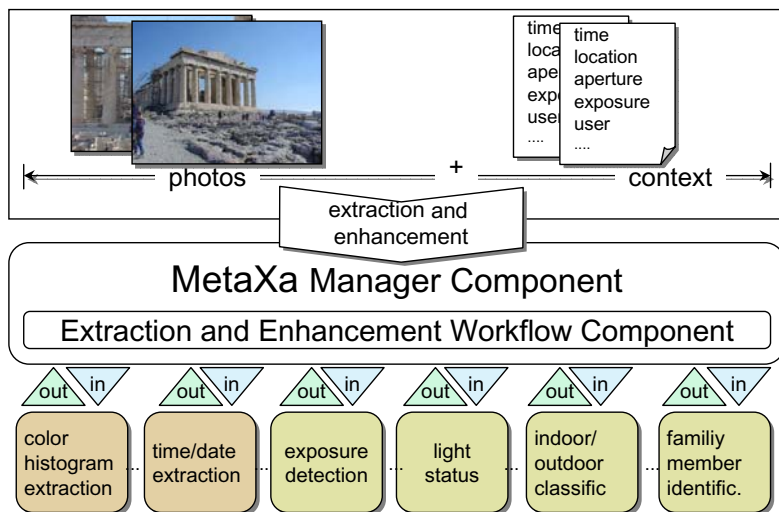 time
location
ape
expo
user
....
time
location
aperture
exposure
user
....
photos + context
extraction and
enhancement
MetaXa Manager Component
Extraction and Enhancement Workflow Component
out in out in out in out in out in out in
color
histogram
extraction
...
time/date
extraction
...
exposure
detection
...
light
status
...
indoor/
outdoor
classific
...
familiy
member
identific.